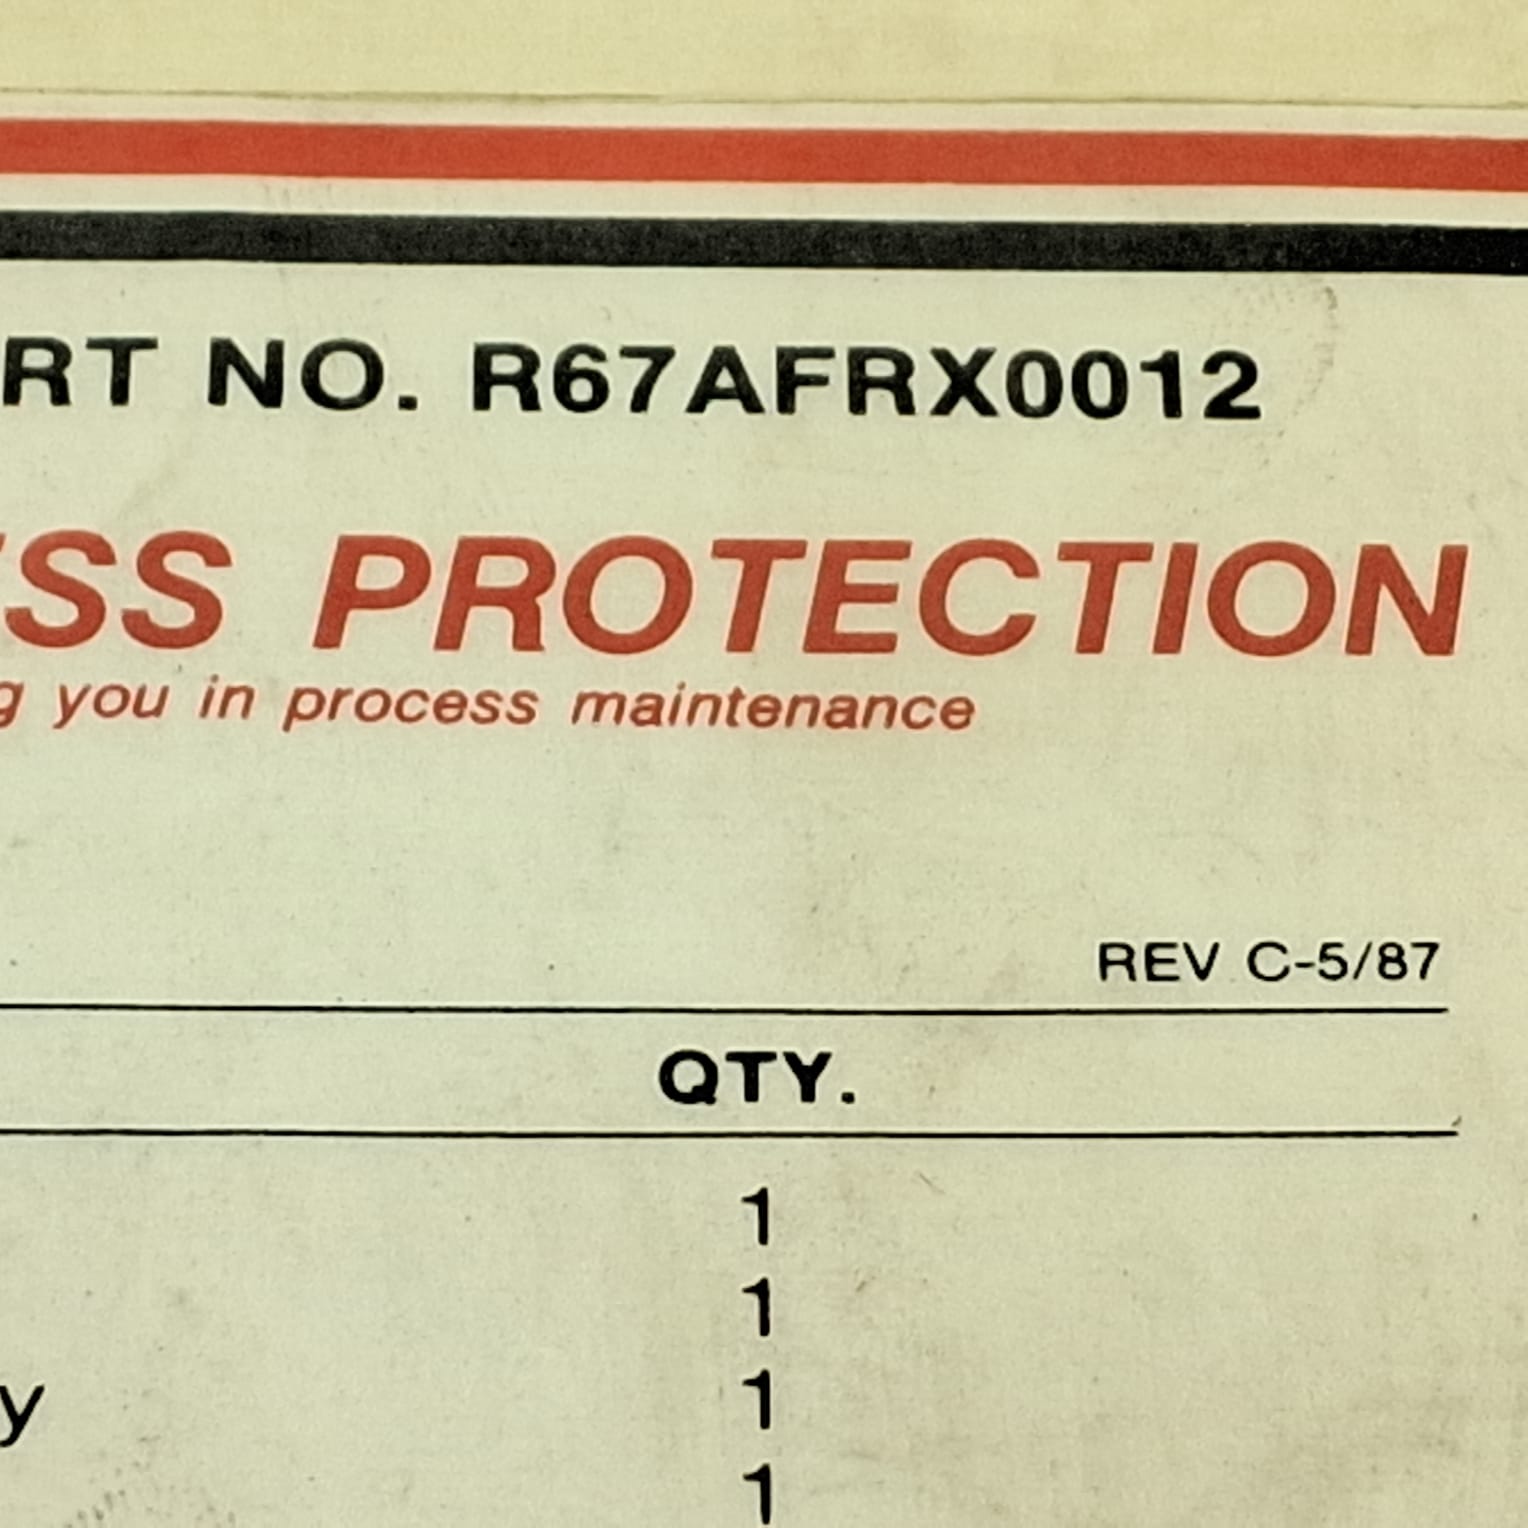 RT NO. R67AFRX0012
SS PROTECTION
g you in process maintenance
REV C-5/87
QTY.
1
1
y 1
1